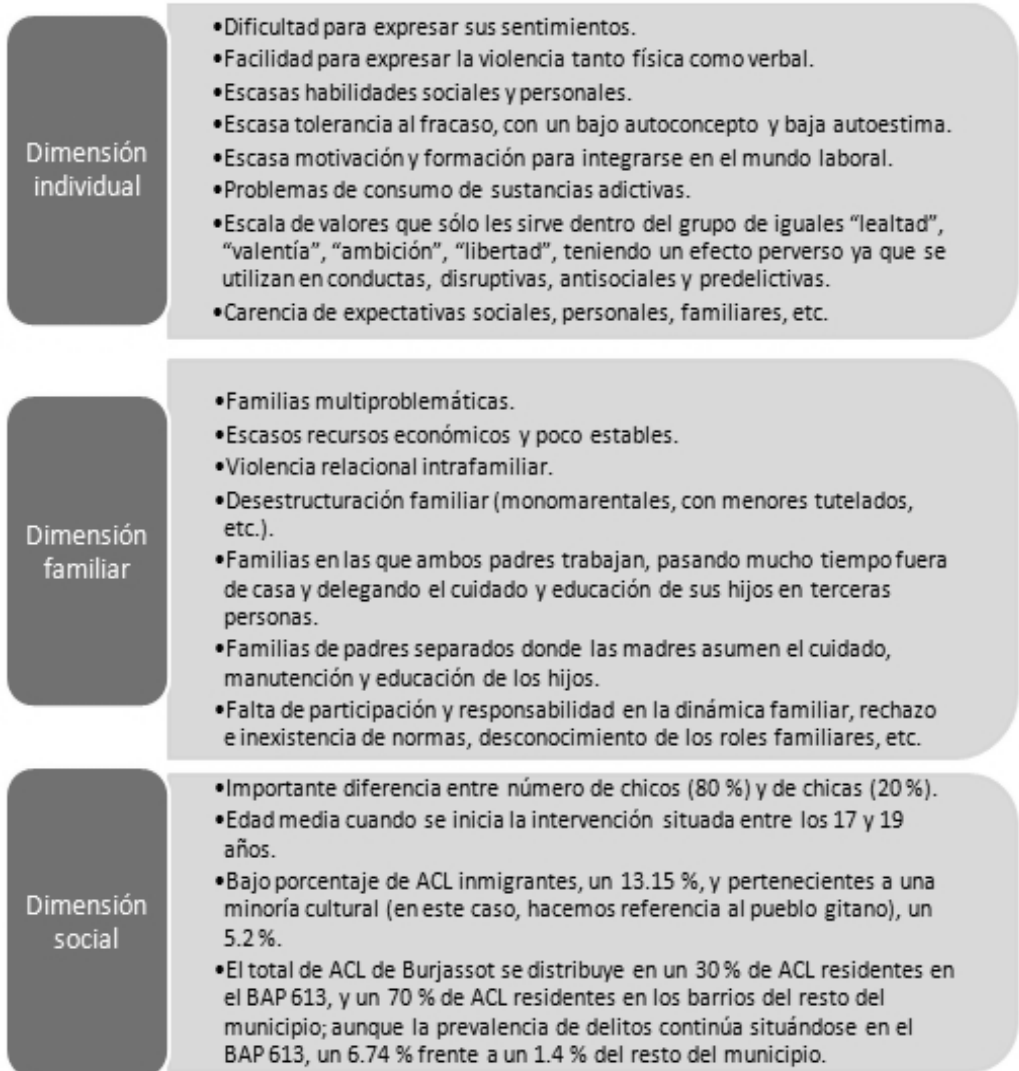 Dimensión
individual
•Dificultad para expresar sus sentimientos.
•Facilidad para expresar la violencia tanto física como verbal.
•Escasas habilidades sociales y personales.
•Escasa tolerancia al fracaso, con un bajo autoconcepto y baja autoestima.
•Escasa motivación y formación para integrarse en el mundo laboral.
•Problemas de consumo de sustancias adictivas.
•Escala de valores que sólo les sirve dentro del grupo de iguales “lealtad”,
“valentía”, “ambición”, “libertad”, teniendo un efecto perverso ya que se
utilizan en conductas, disruptivas, antisociales y predelictivas.
•Carencia de expectativas sociales, personales, familiares, etc.
Dimensión
familiar
•Familias multiproblemáticas.
•Escasos recursos económicos y poco estables.
•Violencia relacional intrafamiliar.
•Desestructuración familiar (monomarentales, con menores tutelados,
etc.).
•Familias en las que ambos padres trabajan, pasando mucho tiempo fuera
de casa y delegando el cuidado y educación de sus hijos en terceras
personas.
•Familias de padres separados donde las madres asumen el cuidado,
manutención y educación de los hijos.
•Falta de participación y responsabilidad en la dinámica familiar, rechazo
e inexistencia de normas, desconocimiento de los roles familiares, etc.
Dimensión
social
•Importante diferencia entre número de chicos (80 %) y de chicas (20 %).
•Edad media cuando se inicia la intervención situada entre los 17 y 19
años.
•Bajo porcentaje de ACL inmigrantes, un 13.15 %, y pertenecientes a una
minoría cultural (en este caso, hacemos referencia al pueblo gitano), un
5.2 %.
•El total de ACL de Burjassot se distribuye en un 30 % de ACL residentes en
el BAP 613, y un 70 % de ACL residentes en los barrios del resto del
municipio; aunque la prevalencia de delitos continúa situándose en el
BAP 613, un 6.74 % frente a un 1.4 % del resto del municipio.